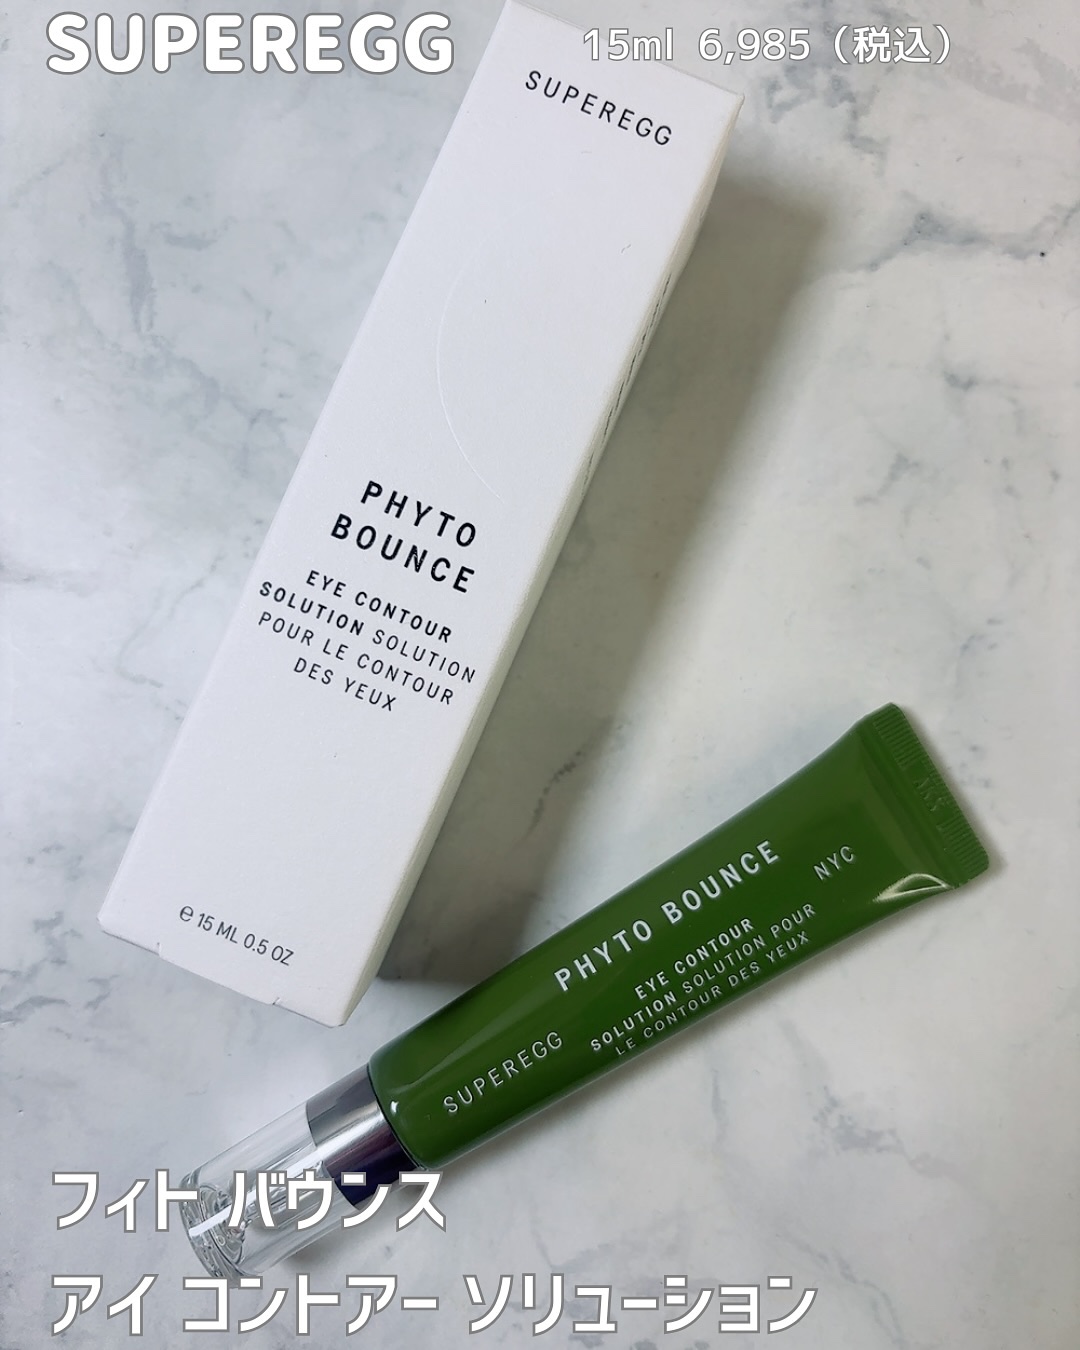 SUPEREGG
15ml 6,985（税込）
SUPEREGG
PHYTO
BOUNCE
EYE CONTOUR
SOLUTION SOLUTION
POUR LE CONTOUR
DES YEUX
℮ 15 ML 0.5 OZ
PHYTO BOUNCE
NYC
EYE CONTOUR
SOLUTION SOLUTION POUR
LE CONTOUR DES YEUX
SUPEREGG
フィト バウンス
アイ コントアー ソリューション